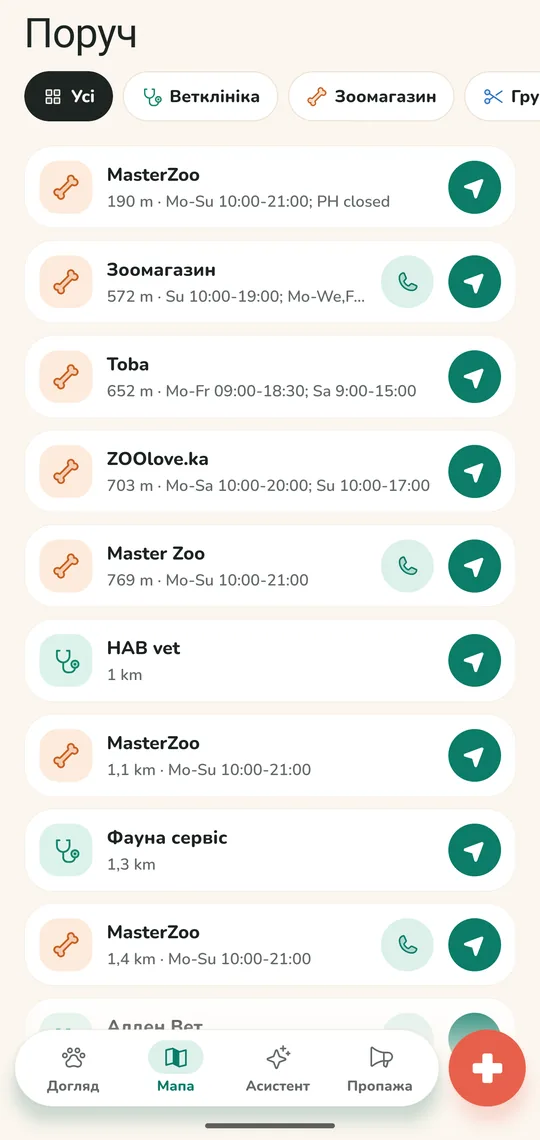 Поруч
Усі
Ветклініка
Зоомагазин
Гру
MasterZoo
190 m · Mo-Su 10:00-21:00; PH closed
Зоомагазин
572 m · Su 10:00-19:00; Mo-We,F...
Toba
652 m · Mo-Fr 09:00-18:30; Sa 9:00-15:00
ZOOlove.ka
703 m · Mo-Sa 10:00-20:00; Su 10:00-17:00
Master Zoo
769 m · Mo-Su 10:00-21:00
HAB vet
1 km
MasterZoo
1,1 km · Mo-Su 10:00-21:00
Фауна сервіс
1,3 km
MasterZoo
1,4 km · Mo-Su 10:00-21:00
Вет
Догляд
Мапа
Асистент
Пропажа